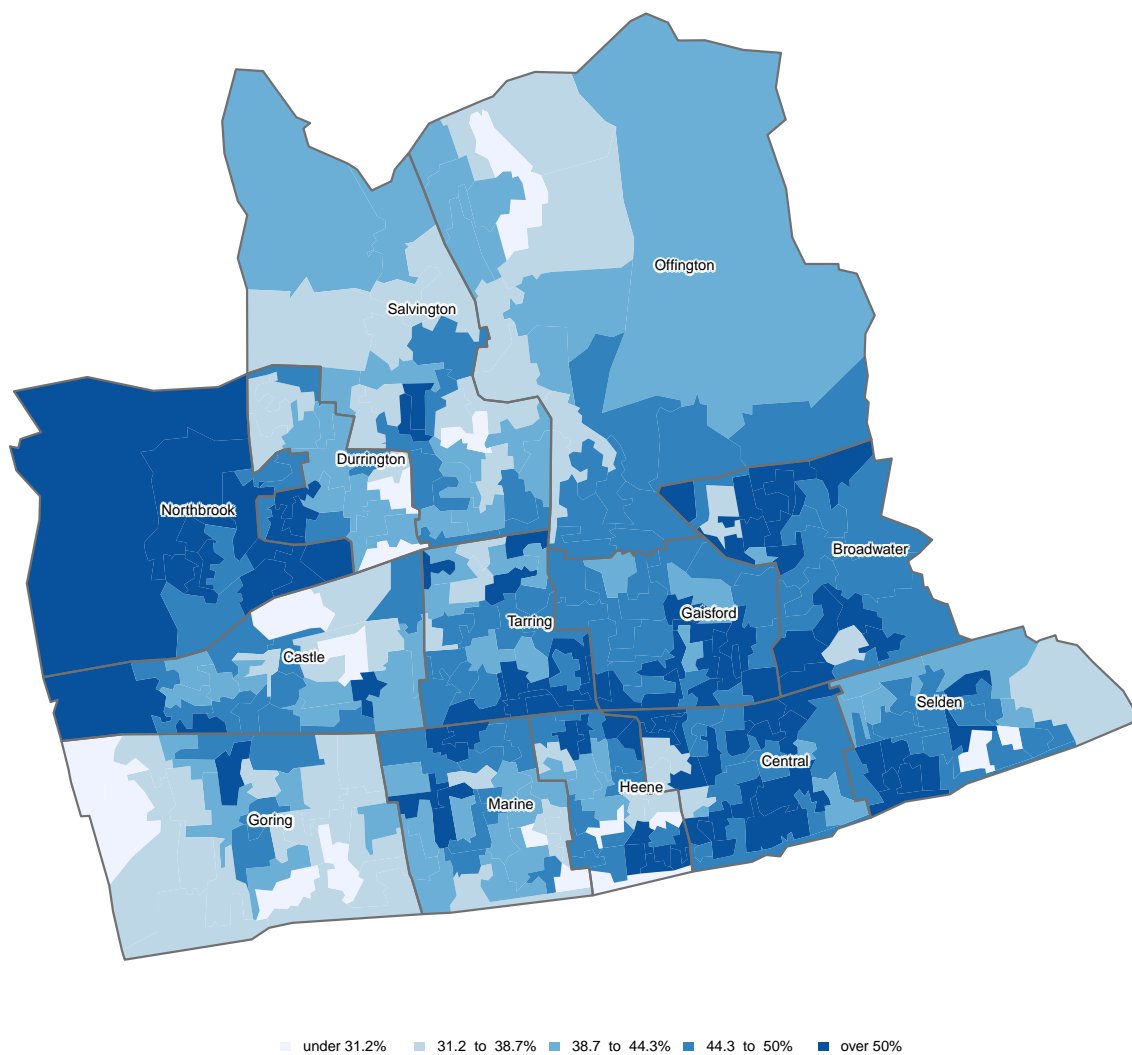 Offington
Salvington
Durrington
Northbrook
Broadwater
Gaisford
Tarring
Castle
Selden
Central
Heene
Marine
Goring
under 31.2% 31.2 to 38.7% 38.7 to 44.3% 44.3 to 50% over 50%